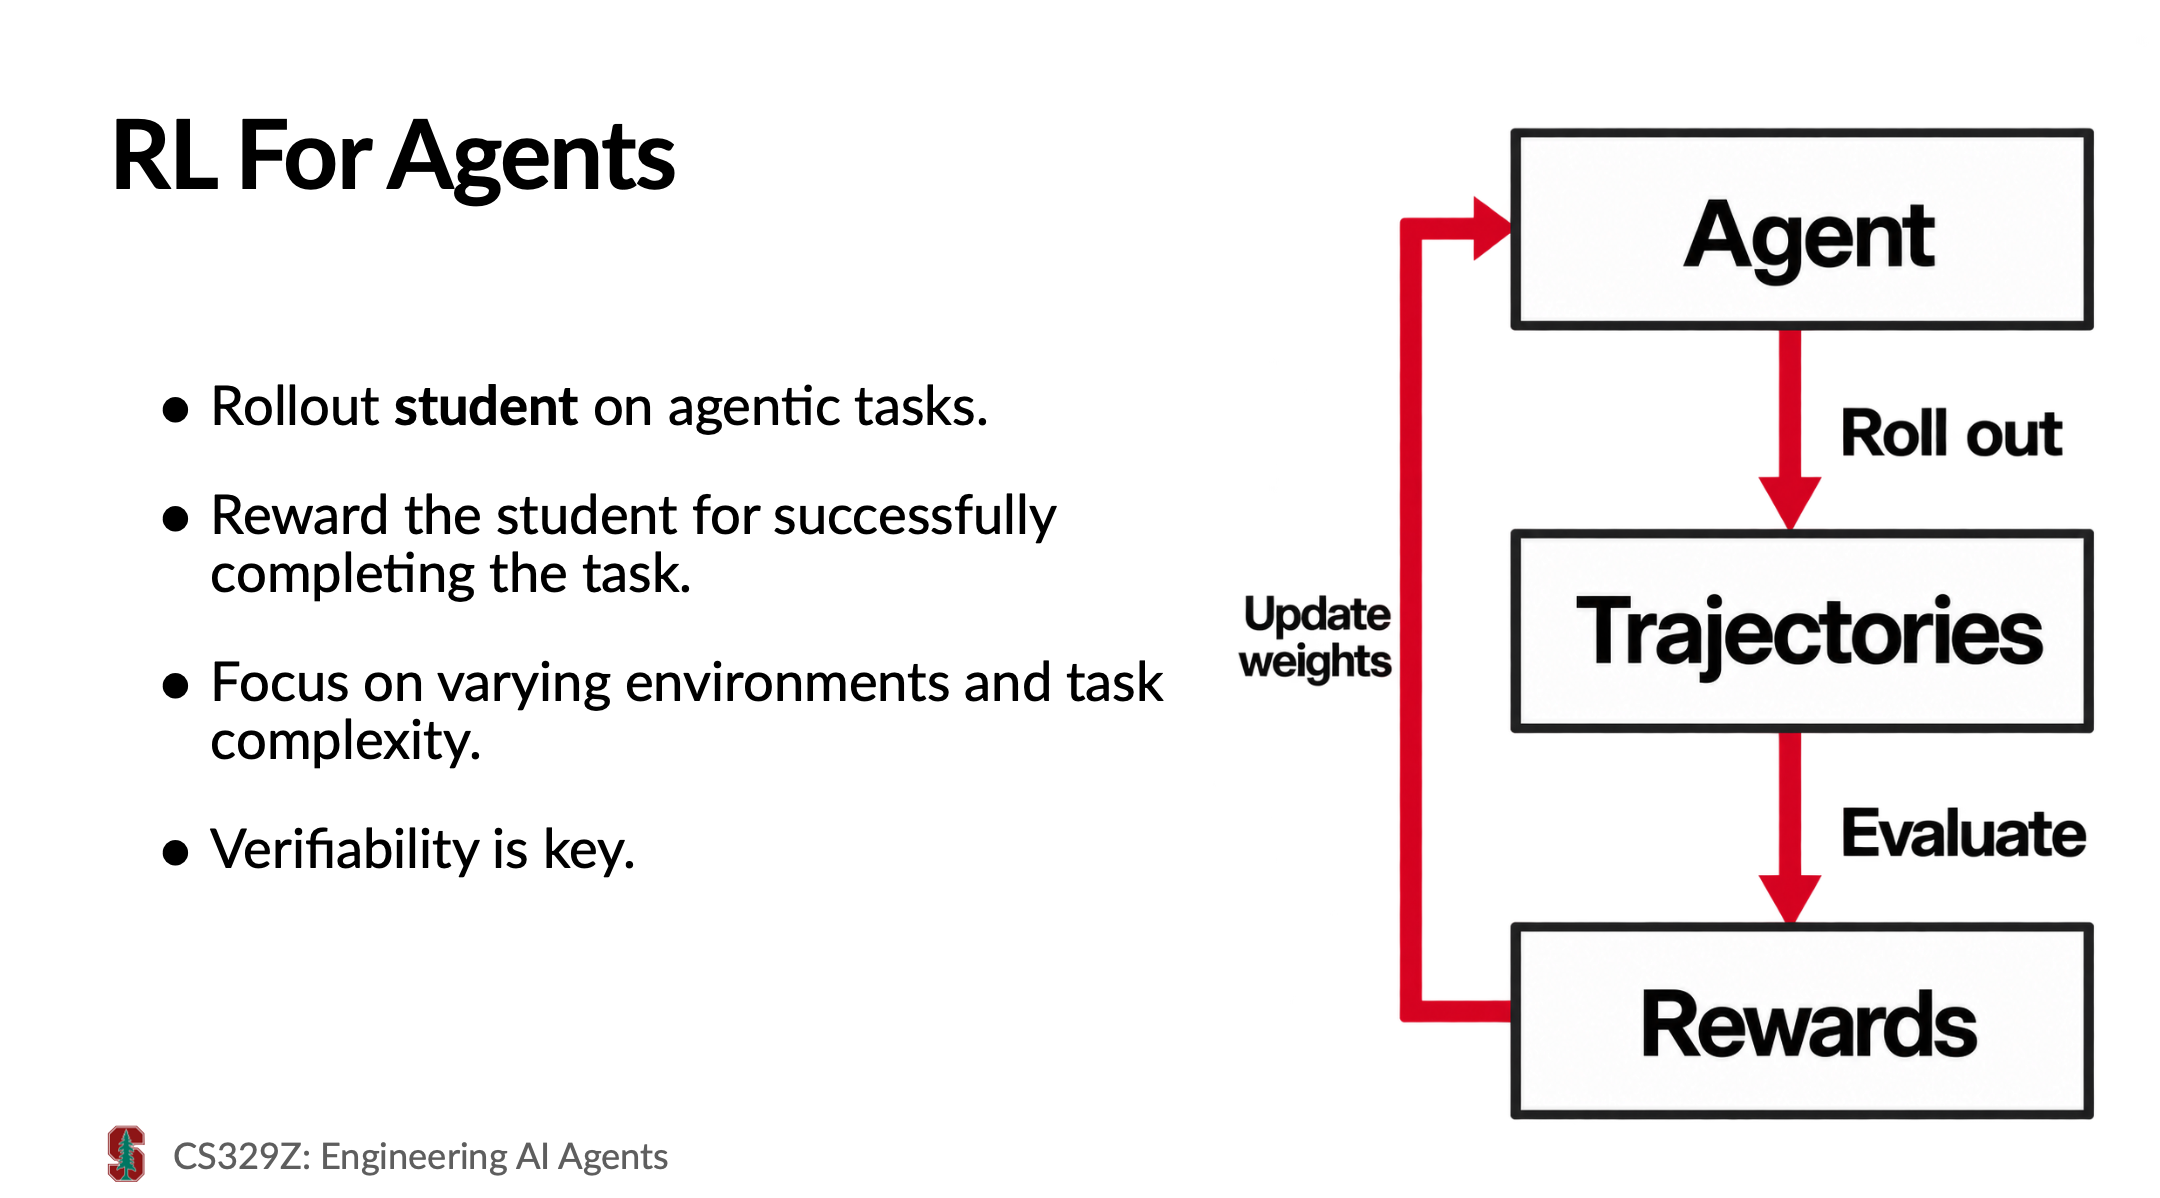 RL For Agents
● Rollout student on agentic tasks.
● Reward the student for successfully
completing the task.
● Focus on varying environments and task
complexity.
● Verifiability is key.
Agent
Roll out
Trajectories
Update
weights
Evaluate
Rewards
CS329Z: Engineering AI Agents